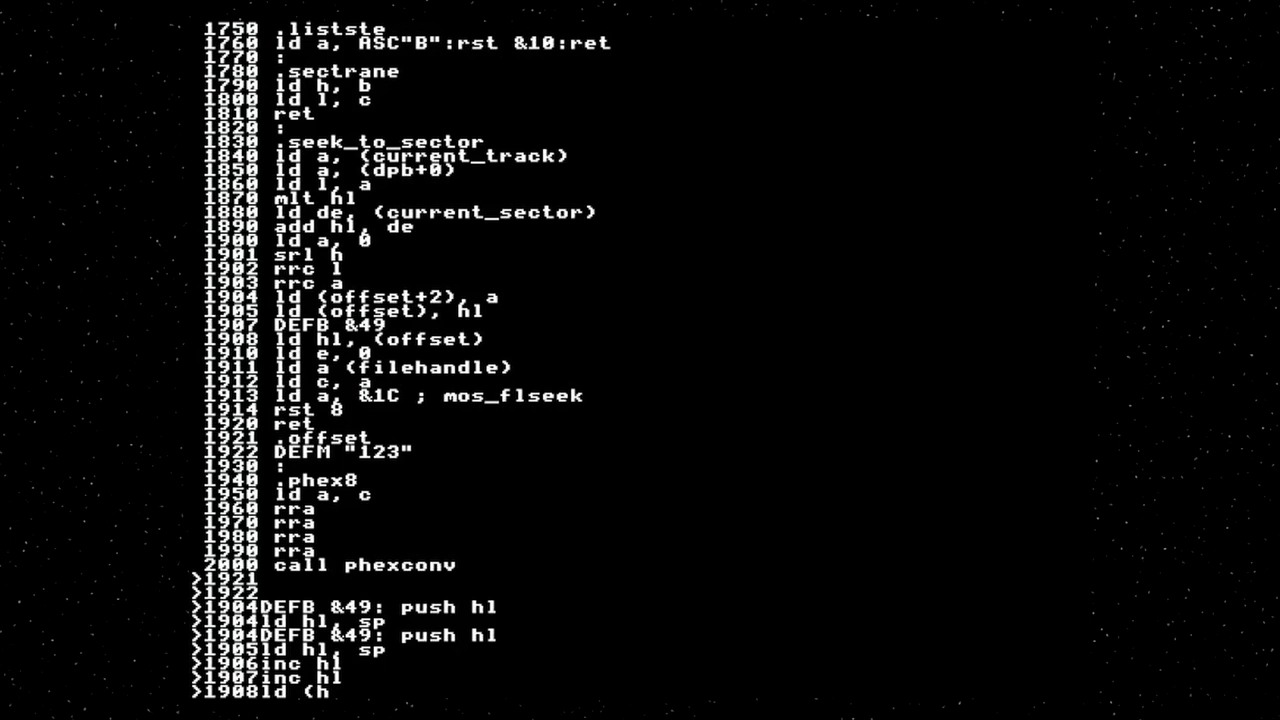 1750 .listste
1760 ld a, ASC"B":rst &10:ret
1770 :
1780 .sectrane
1790 ld h, b
1800 ld l, c
1810 ret
1820 :
1830 .seek_to_sector
1840 ld a, (current_track)
1850 ld a, (dpb+0)
1860 ld l, a
1870 mlt hl
1880 ld de, (current_sector)
1890 add hl, de
1900 ld a, 0
1901 srl h
1902 rrc l
1903 rrc a
1904 ld (offset+2), a
1905 ld (offset), hl
1907 DEFB &49
1908 ld hl, (offset)
1910 ld e, 0
1911 ld a (filehandle)
1912 ld c, a
1913 ld a, &1C ; mos_flseek
1914 rst 8
1920 ret
1921 .offset
1922 DEFM "123"
1930 :
1940 .phex8
1950 ld a, c
1960 rra
1970 rra
1980 rra
1990 rra
2000 call phexconv
>1921
>1922
>1904DEFB &49: push hl
>1904ld hl, sp
>1904DEFB &49: push hl
>1905ld hl, sp
>1906inc hl
>1907inc hl
>1908ld (h